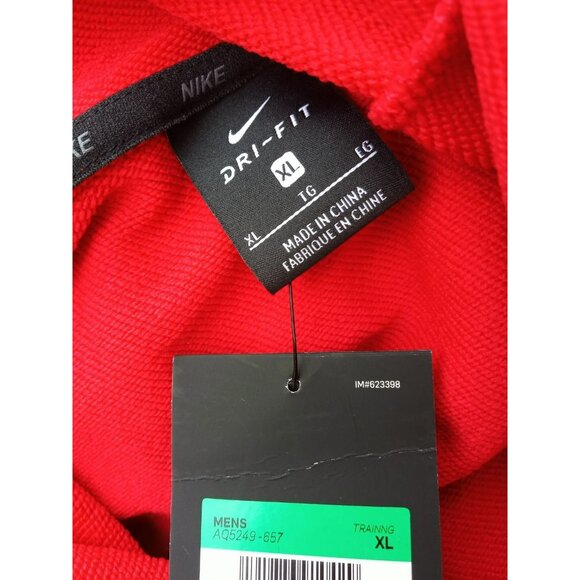 NIKE
KE
DRI-FIT
XL
XL TG EG
MADE IN CHINA
FABRIQUE EN CHINE
IM#623398
MENS TRAINNG
AQ5249-657 XL